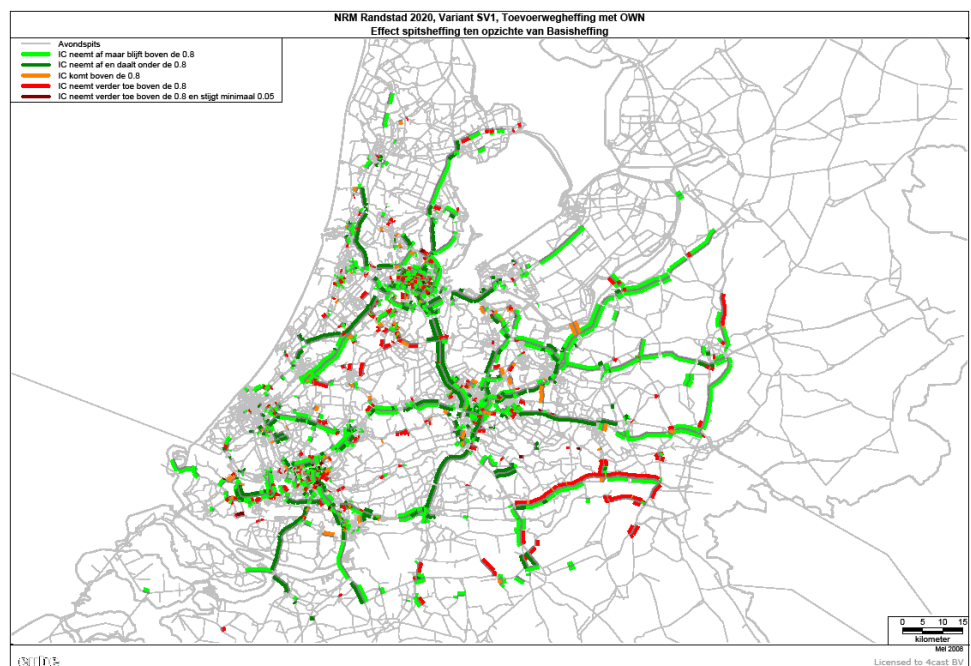 NRM Randstad 2020, Variant SV1, Toevoerwegheffing met OWN
Effect spitsheffing ten opzichte van Basisheffing
Avondspits
IC neemt af maar blijft boven de 0.8
IC neemt af en daalt onder de 0.8
IC komt boven de 0.8
IC neemt verder toe boven de 0.8
IC neemt verder toe boven de 0.8 en stijgt minimaal 0.05
0 5 10 15
kilometer
Mei 2008
Licensed to 4cast BV